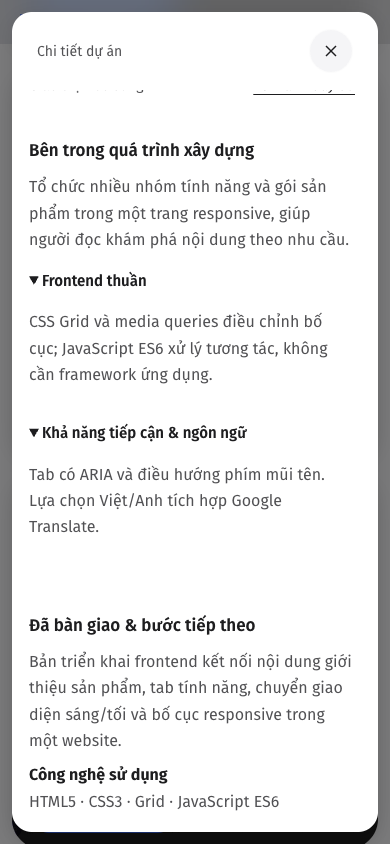 Chi tiết dự án
Bên trong quá trình xây dựng
Tổ chức nhiều nhóm tính năng và gói sản
phẩm trong một trang responsive, giúp
người đọc khám phá nội dung theo nhu cầu.
▼ Frontend thuần
CSS Grid và media queries điều chỉnh bố
cục; JavaScript ES6 xử lý tương tác, không
cần framework ứng dụng.
▼ Khả năng tiếp cận & ngôn ngữ
Tab có ARIA và điều hướng phím mũi tên.
Lựa chọn Việt/Anh tích hợp Google
Translate.
Đã bàn giao & bước tiếp theo
Bản triển khai frontend kết nối nội dung giới
thiệu sản phẩm, tab tính năng, chuyển giao
diện sáng/tối và bố cục responsive trong
một website.
Công nghệ sử dụng
HTML5 · CSS3 · Grid · JavaScript ES6